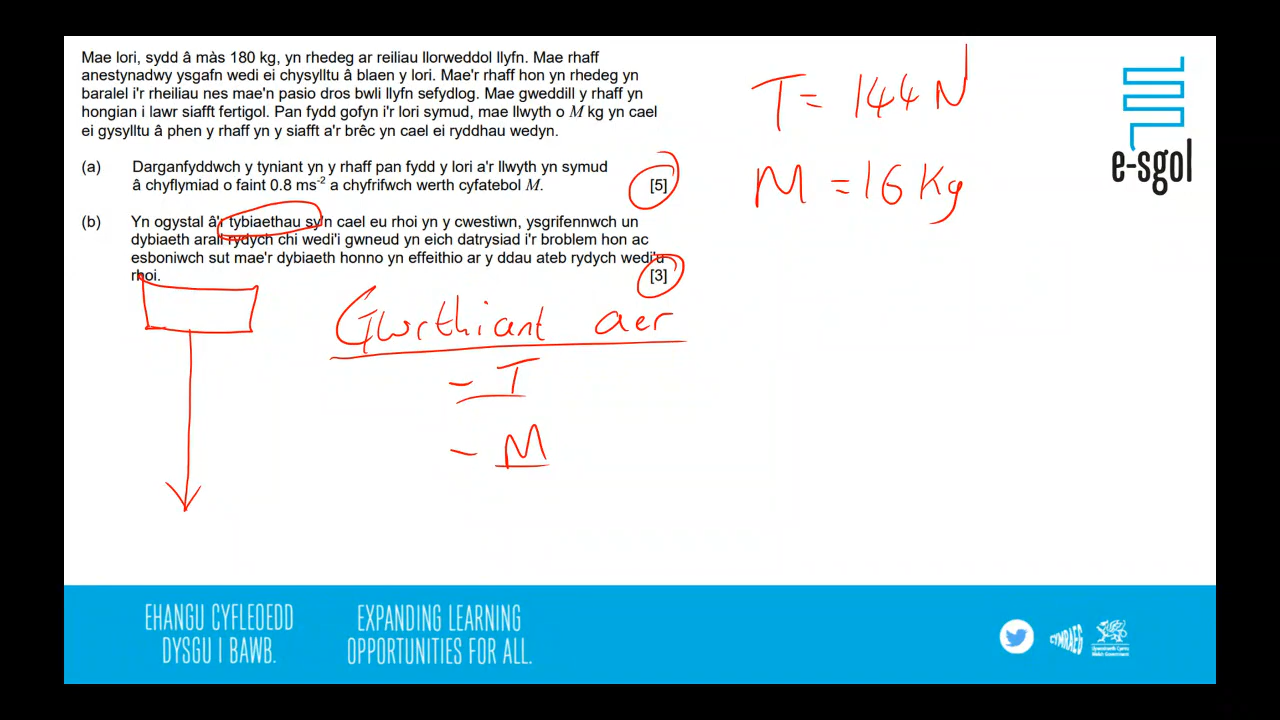 Mae lori, sydd â màs 180 kg, yn rhedeg ar reiliau llorweddol llyfn. Mae rhaff
anestynadwy ysgafn wedi ei chysylltu â blaen y lori. Mae'r rhaff hon yn rhedeg yn
baralel i'r rheiliau nes mae'n pasio dros bwli llyfn sefydlog. Mae gweddill y rhaff yn
hongian i lawr siafft fertigol. Pan fydd gofyn i'r lori symud, mae llwyth o M kg yn cael
ei gysylltu â phen y rhaff yn y siafft a'r brêc yn cael ei ryddhau wedyn.
(a) Darganfyddwch y tyniant yn y rhaff pan fydd y lori a'r llwyth yn symud
â chyflymiad o faint 0.8 ms⁻² a chyfrifwch werth cyfatebol M. [5]
(b) Yn ogystal â'r tybiaethau sy'n cael eu rhoi yn y cwestiwn, ysgrifennwch un
dybiaeth arall rydych chi wedi'i gwneud yn eich datrysiad i'r broblem hon ac
esboniwch sut mae'r dybiaeth honno yn effeithio ar y ddau ateb rydych wedi'u
rhoi. [3]
T = 144 N
M = 16 Kg
Gwrthiant aer
- T
- M
e-sgol
EHANGU CYFLEOEDD
DYSGU I BAWB.
EXPANDING LEARNING
OPPORTUNITIES FOR ALL.
CYMRAEG
Llywodraeth Cymru
Welsh Government